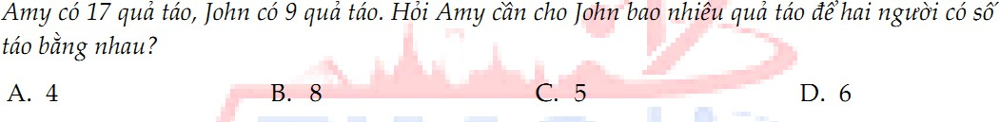 Amy có 17 quả táo, John có 9 quả táo. Hỏi Amy cần cho John bao nhiêu quả táo để hai người có số
táo bằng nhau?
A. 4 B. 8 C. 5 D. 6